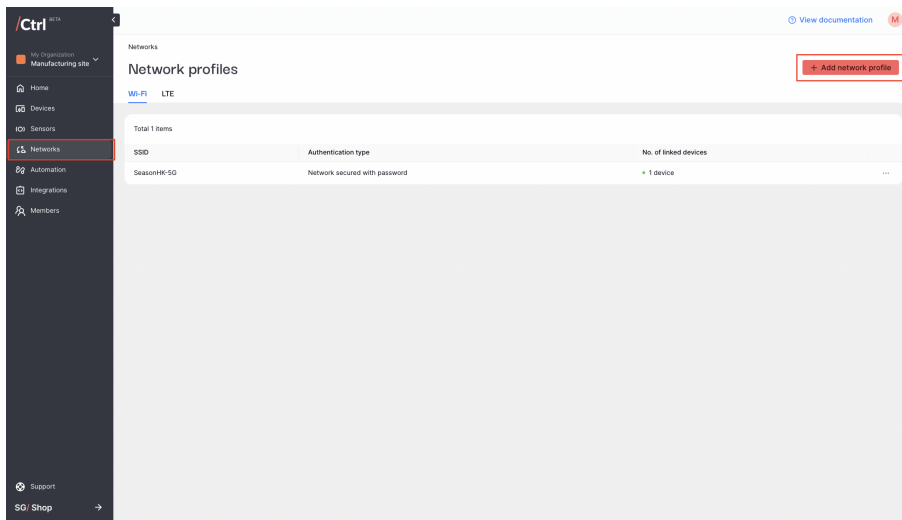 /Ctrl BETA
View documentation
M
My Organization
Manufacturing site
Home
Devices
Sensors
Networks
Automation
Integrations
Members
Support
SG/ Shop
Networks
Network profiles
+ Add network profile
Wi-Fi LTE
Total 1 items
SSID Authentication type No. of linked devices
SeasonHK-5G Network secured with password 1 device